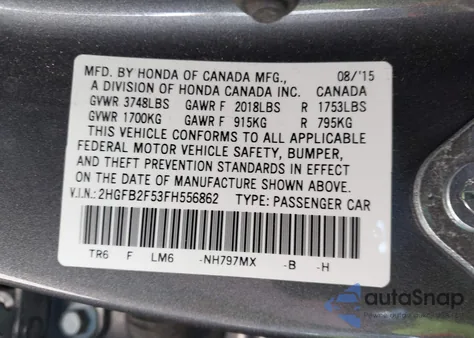 MFD. BY HONDA OF CANADA MFG., 08/'15
A DIVISION OF HONDA CANADA INC. CANADA
GVWR 3748LBS GAWR F 2018LBS R 1753LBS
GVWR 1700KG GAWR F 915KG R 795KG
THIS VEHICLE CONFORMS TO ALL APPLICABLE
FEDERAL MOTOR VEHICLE SAFETY, BUMPER,
AND THEFT PREVENTION STANDARDS IN EFFECT
ON THE DATE OF MANUFACTURE SHOWN ABOVE.
V.I.N.: 2HGFB2F53FH556862 TYPE: PASSENGER CAR
TR6 F LM6 -NH797MX -B -H
autoSnap